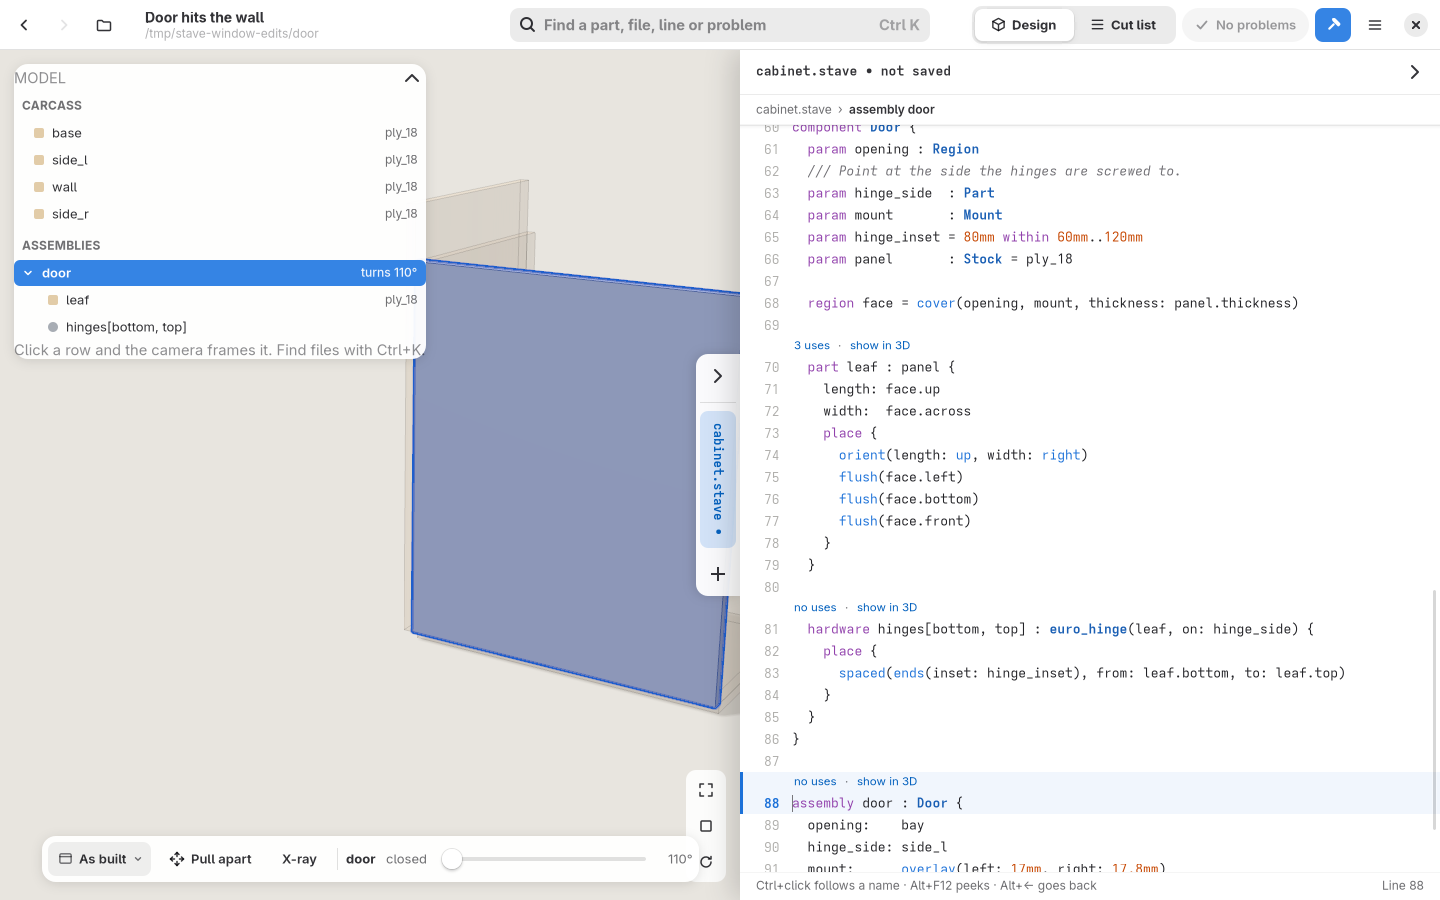 Door hits the wall
/tmp/stave-window-edits/door
Find a part, file, line or problem
Ctrl K
Design
Cut list
No problems
MODEL
CARCASS
base ply_18
side_l ply_18
wall ply_18
side_r ply_18
ASSEMBLIES
door turns 110°
leaf ply_18
hinges[bottom, top]
Click a row and the camera frames it. Find files with Ctrl+K.
cabinet.stave •
As built
Pull apart
X-ray
door closed
110°
cabinet.stave • not saved
cabinet.stave › assembly door
60 component Door {
61 param opening : Region
62 /// Point at the side the hinges are screwed to.
63 param hinge_side : Part
64 param mount : Mount
65 param hinge_inset = 80mm within 60mm..120mm
66 param panel : Stock = ply_18
67
68 region face = cover(opening, mount, thickness: panel.thickness)
69
3 uses · show in 3D
70 part leaf : panel {
71 length: face.up
72 width: face.across
73 place {
74 orient(length: up, width: right)
75 flush(face.left)
76 flush(face.bottom)
77 flush(face.front)
78 }
79 }
80
no uses · show in 3D
81 hardware hinges[bottom, top] : euro_hinge(leaf, on: hinge_side) {
82 place {
83 spaced(ends(inset: hinge_inset), from: leaf.bottom, to: leaf.top)
84 }
85 }
86 }
87
no uses · show in 3D
88 assembly door : Door {
89 opening: bay
90 hinge_side: side_l
91 mount: overlay(left: 17mm, right: 17.8mm)
Ctrl+click follows a name · Alt+F12 peeks · Alt+← goes back
Line 88